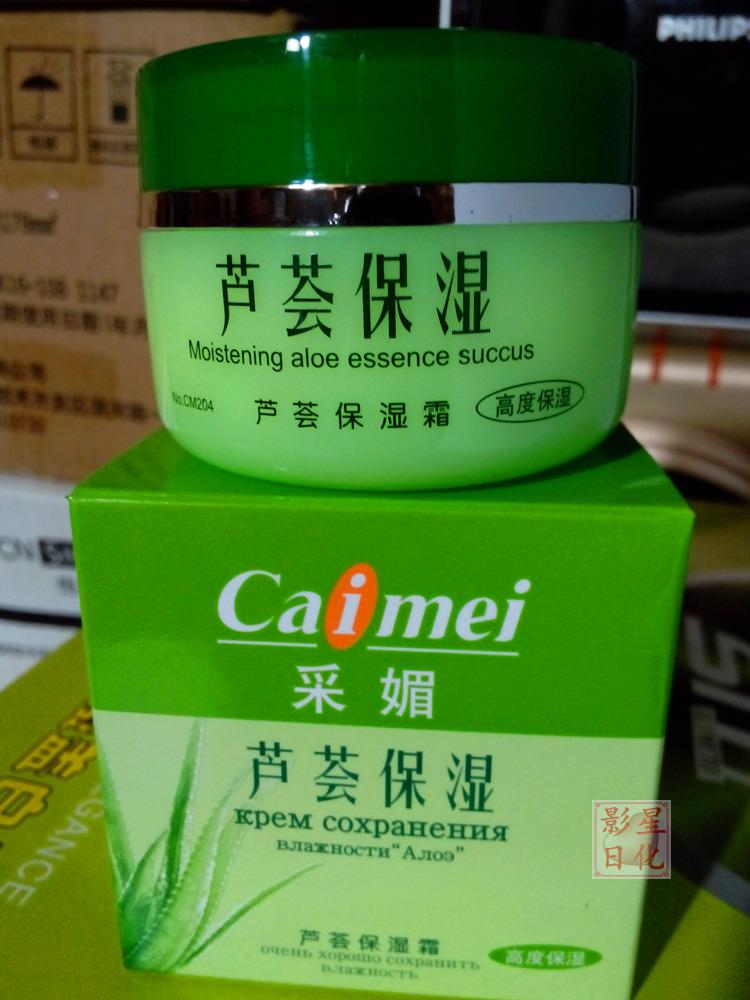 PHILIPS
芦荟保湿
Moistening aloe essence succus
No.CM204
芦荟保湿霜
高度保湿
Caimei
采媚
芦荟保湿
крем сохранения
влажности“Алоэ”
芦荟保湿霜
очень хорошо сохранить
влажность
高度保湿
影星
日化